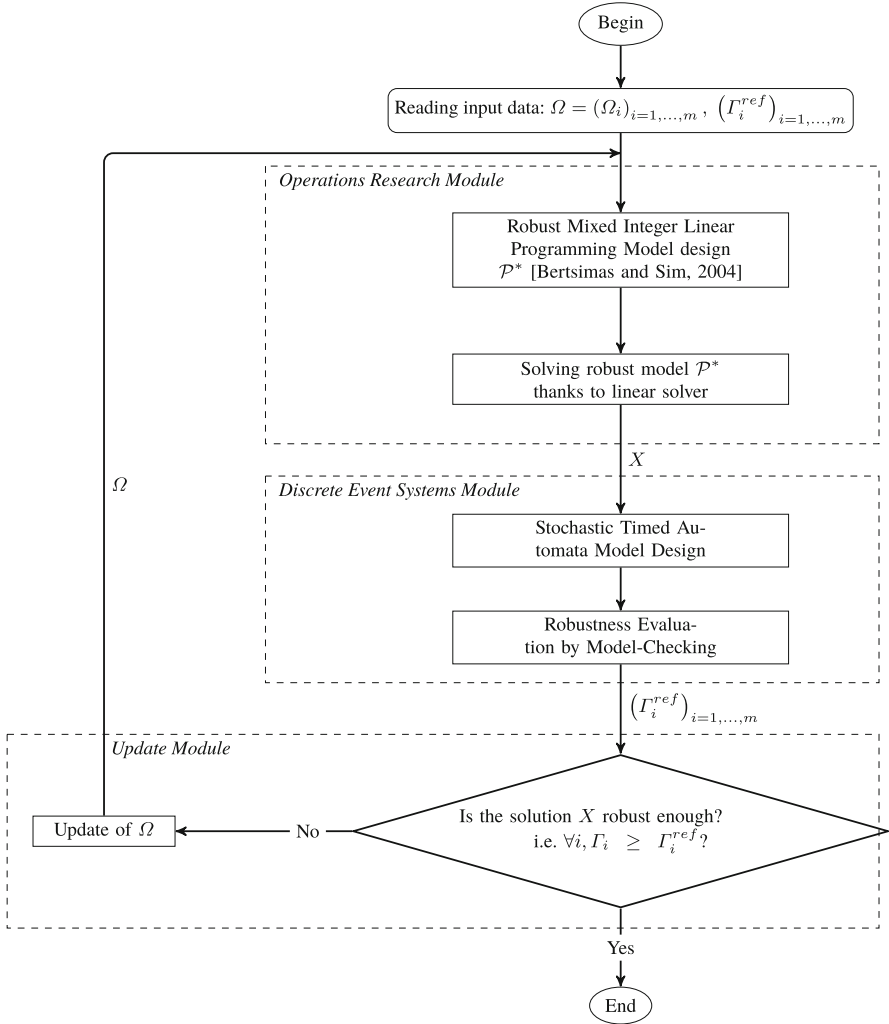 Begin
Reading input data: Ω = (Ω_i)_{i=1,...,m} , (Γ_i^{ref})_{i=1,...,m}
Operations Research Module
Robust Mixed Integer Linear
Programming Model design
𝒫* [Bertsimas and Sim, 2004]
Solving robust model 𝒫*
thanks to linear solver
X
Ω
Discrete Event Systems Module
Stochastic Timed Au-
tomata Model Design
Robustness Evalua-
tion by Model-Checking
(Γ_i^{ref})_{i=1,...,m}
Update Module
Is the solution X robust enough?
i.e. ∀i, Γ_i ≥ Γ_i^{ref}?
No
Update of Ω
Yes
End